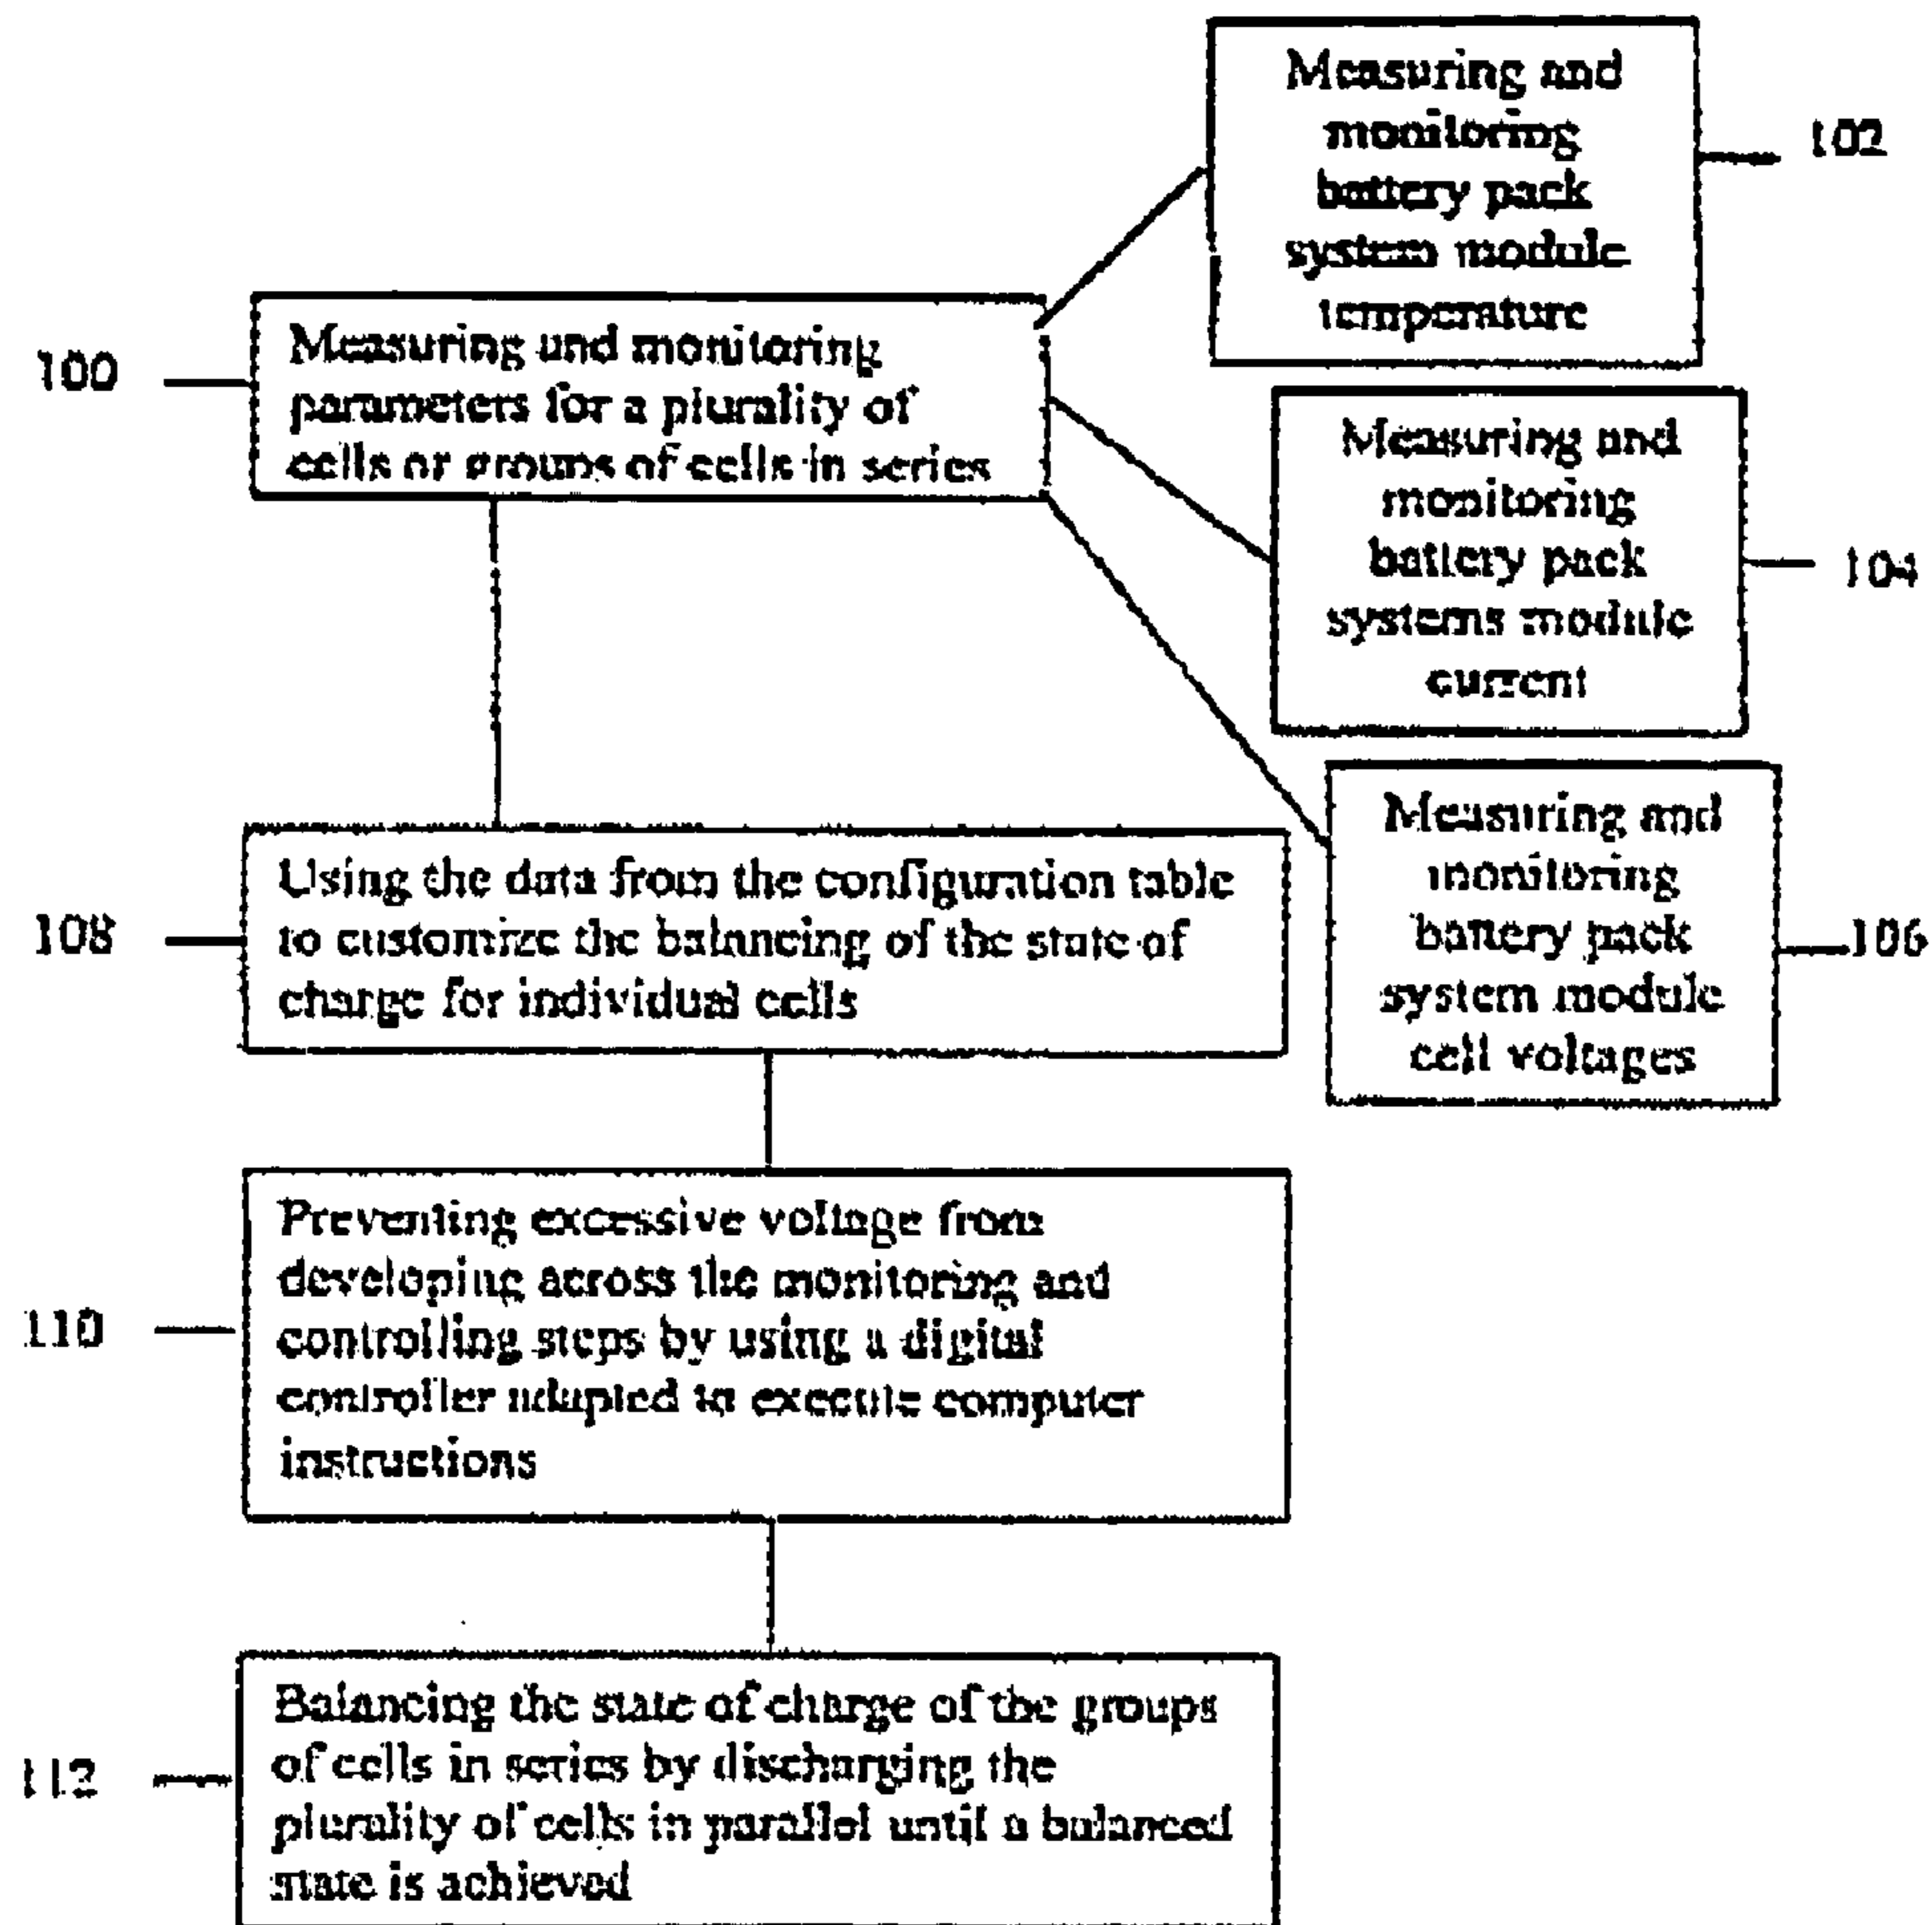 Measuring and
monitoring
battery pack
system module
temperature
102
100
Measuring and monitoring
parameters for a plurality of
cells or groups of cells in series
Measuring and
monitoring
battery pack
systems module
current
104
Measuring and
monitoring
battery pack
system module
cell voltages
106
108
Using the data from the configuration table
to customize the balancing of the state of
charge for individual cells
110
Preventing excessive voltage from
developing across the monitoring and
controlling steps by using a digital
controller adapted to execute computer
instructions
112
Balancing the state of charge of the groups
of cells in series by discharging the
plurality of cells in parallel until a balanced
state is achieved